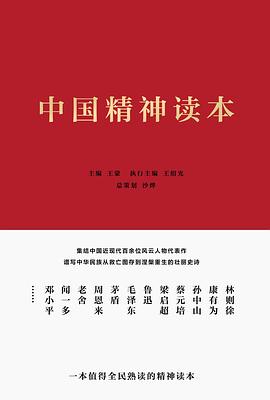 中国精神读本
主编 王蒙 执行主编 王绍光
总策划 沙烨
集结中国近现代百余位风云人物代表作
谱写中华民族从救亡图存到涅槃重生的壮丽史诗
林则徐
康有为
孙中山
蔡元培
梁启超
鲁迅
毛泽东
茅盾
周恩来
老舍
闻一多
邓小平
……
一本值得全民熟读的精神读本